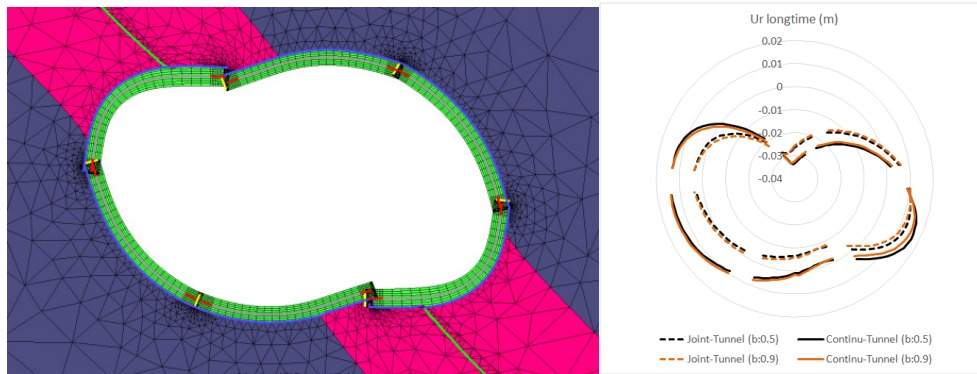 Ur longtime (m)
0.02
0.01
0
-0.01
-0.02
-0.03
-0.04
Joint-Tunnel (b:0.5)
Continu-Tunnel (b:0.5)
Joint-Tunnel (b:0.9)
Continu-Tunnel (b:0.9)